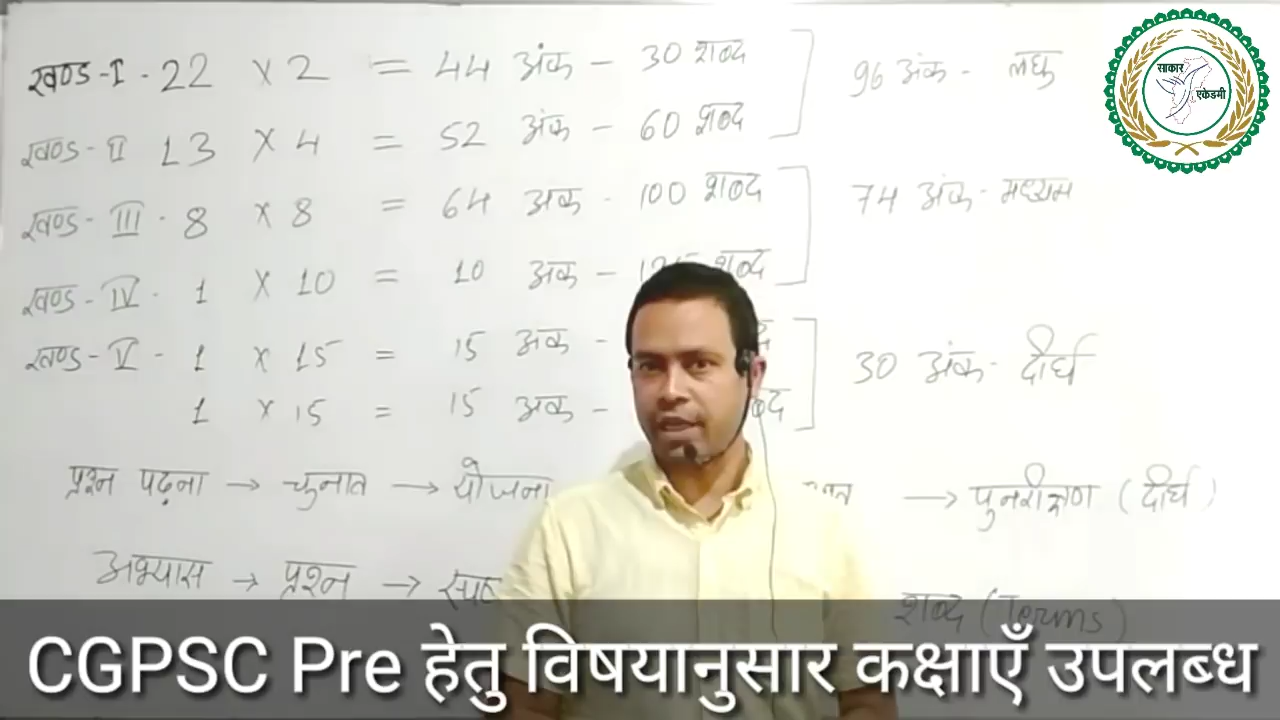 खण्ड-I - 22 × 2 = 44 अंक - 30 शब्द
96 अंक - लघु
खण्ड-II 13 × 4 = 52 अंक - 60 शब्द
खण्ड-III - 8 × 8 = 64 अंक - 100 शब्द
74 अंक - मध्यम
खण्ड-IV - 1 × 10 = 10 अंक - शब्द
खण्ड-V - 1 × 15 = 15 अंक -
30 अंक - दीर्घ
1 × 15 = 15 अंक -
प्रश्न पढ़ना → चुनाव → योजना → पुनरीक्षण (दीर्घ)
अभ्यास → प्रश्न →
शब्द (Terms)
साकार
एकेडमी
CGPSC Pre हेतु विषयानुसार कक्षाएँ उपलब्ध